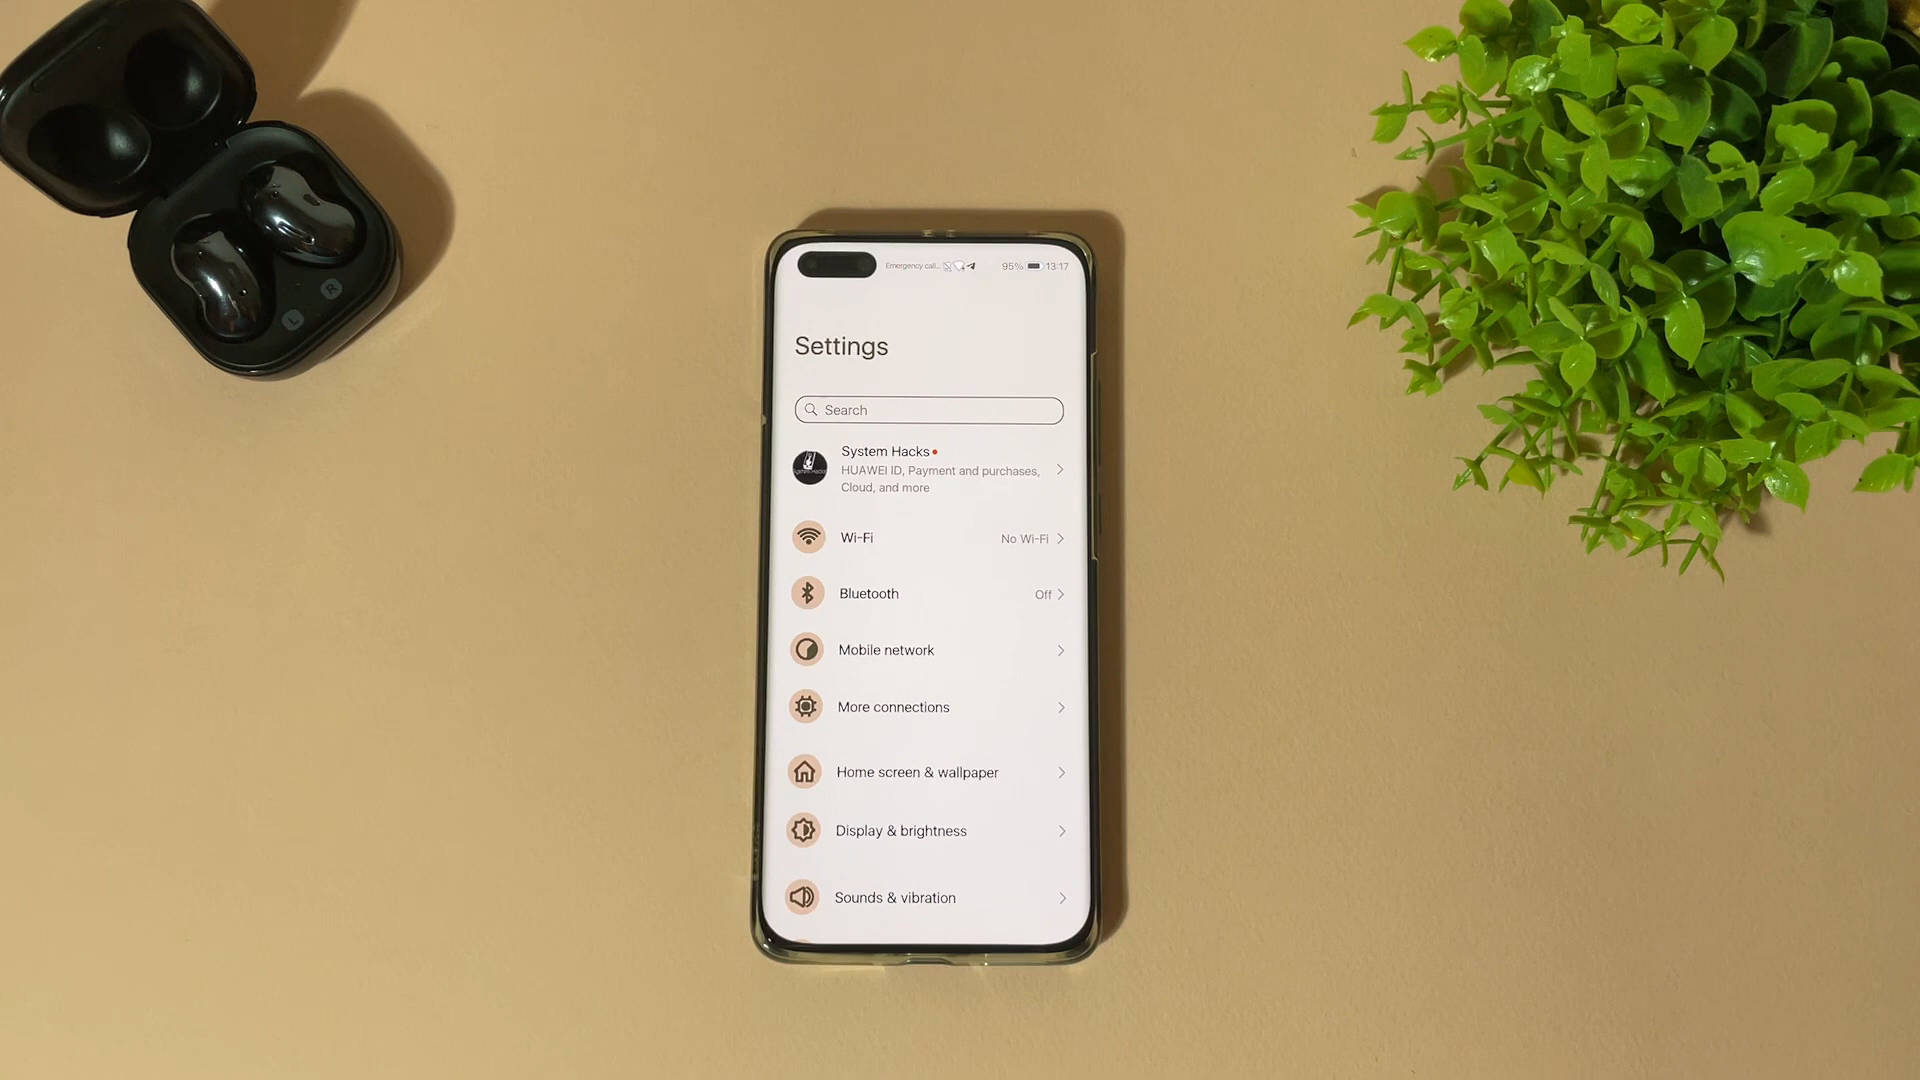 Emergency call... 95% 13:17
Settings
Search
System Hacks
HUAWEI ID, Payment and purchases,
Cloud, and more
Wi-Fi No Wi-Fi
Bluetooth Off
Mobile network
More connections
Home screen & wallpaper
Display & brightness
Sounds & vibration
R
L